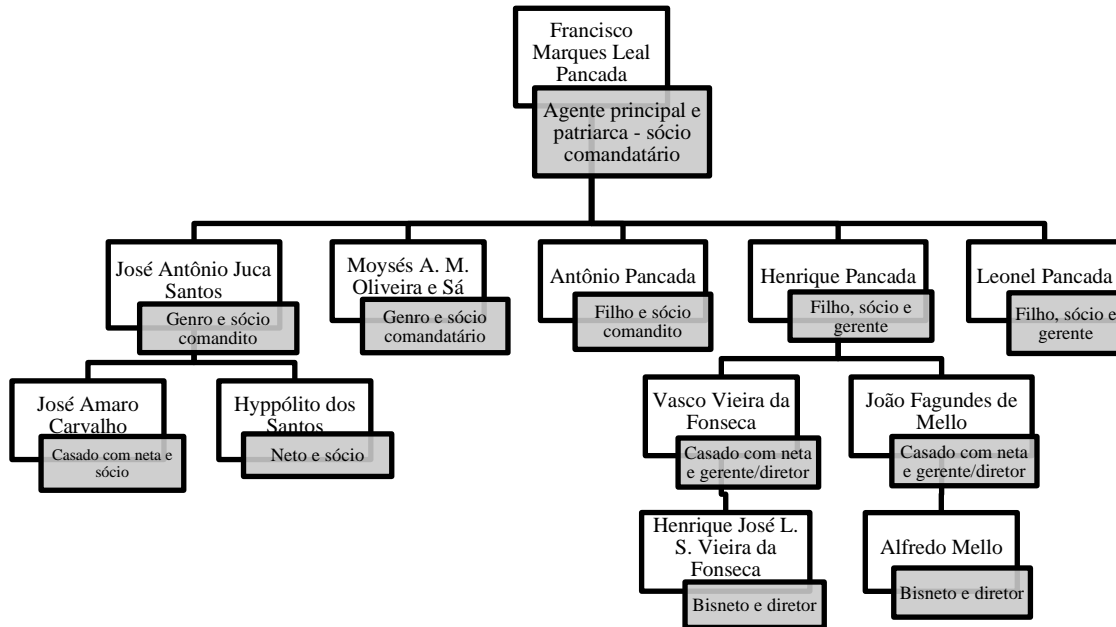 Francisco
Marques Leal
Pancada
Agente principal e
patriarca - sócio
comandatário
José Antônio Juca
Santos
Genro e sócio
comandito
Moysés A. M.
Oliveira e Sá
Genro e sócio
comandatário
Antônio Pancada
Filho e sócio
comandito
Henrique Pancada
Filho, sócio e
gerente
Leonel Pancada
Filho, sócio e
gerente
José Amaro
Carvalho
Casado com neta e
sócio
Hyppólito dos
Santos
Neto e sócio
Vasco Vieira da
Fonseca
Casado com neta
e gerente/diretor
João Fagundes de
Mello
Casado com neta
e gerente/diretor
Henrique José L.
S. Vieira da
Fonseca
Bisneto e diretor
Alfredo Mello
Bisneto e diretor